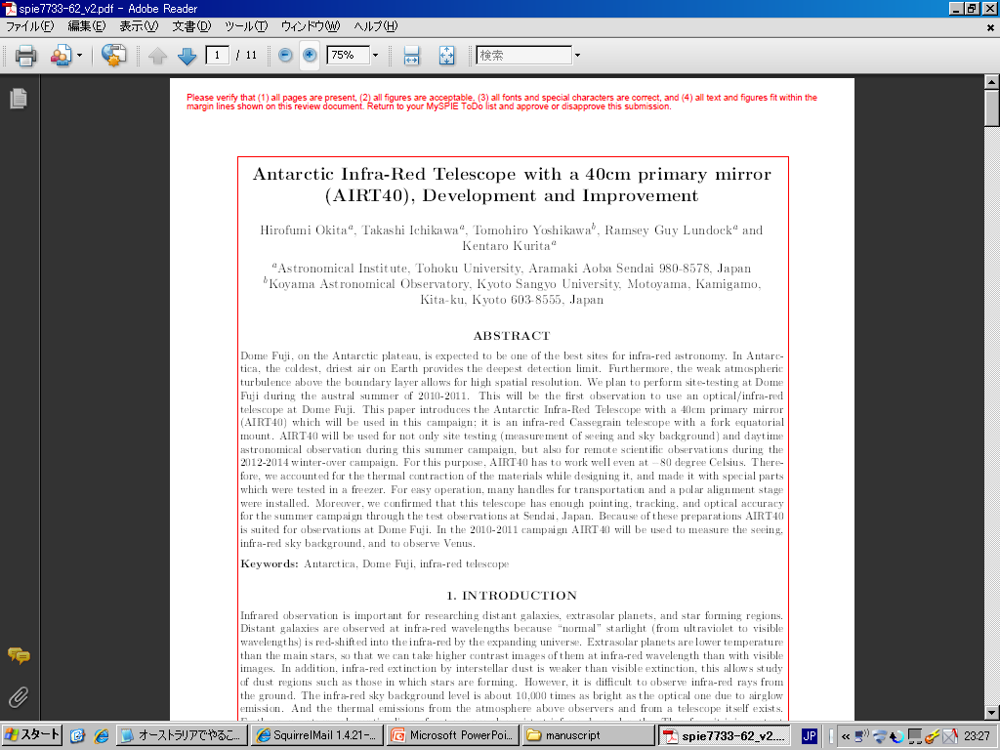 spie7733-62_v2.pdf - Adobe Reader
ファイル(F) 編集(E) 表示(V) 文書(D) ツール(T) ウィンドウ(W) ヘルプ(H)
1 / 11 75% 検索
Please verify that (1) all pages are present, (2) all figures are acceptable, (3) all fonts and special characters are correct, and (4) all text and figures fit within the
margin lines shown on this review document. Return to your MySPIE ToDo list and approve or disapprove this submission.
Antarctic Infra-Red Telescope with a 40cm primary mirror
(AIRT40), Development and Improvement
Hirofumi Okitaa, Takashi Ichikawaa, Tomohiro Yoshikawab, Ramsey Guy Lundocka and
Kentaro Kuritaa
aAstronomical Institute, Tohoku University, Aramaki Aoba Sendai 980-8578, Japan
bKoyama Astronomical Observatory, Kyoto Sangyo University, Motoyama, Kamigamo,
Kita-ku, Kyoto 603-8555, Japan
ABSTRACT
Dome Fuji, on the Antarctic plateau, is expected to be one of the best sites for infra-red astronomy. In Antarc-
tica, the coldest, driest air on Earth provides the deepest detection limit. Furthermore, the weak atmospheric
turbulence above the boundary layer allows for high spatial resolution. We plan to perform site-testing at Dome
Fuji during the austral summer of 2010-2011. This will be the first observation to use an optical/infra-red
telescope at Dome Fuji. This paper introduces the Antarctic Infra-Red Telescope with a 40cm primary mirror
(AIRT40) which will be used in this campaign; it is an infra-red Cassegrain telescope with a fork equatorial
mount. AIRT40 will be used for not only site testing (measurement of seeing and sky background) and daytime
astronomical observation during this summer campaign, but also for remote scientific observations during the
2012-2014 winter-over campaign. For this purpose, AIRT40 has to work well even at −80 degree Celsius. There-
fore, we accounted for the thermal contraction of the materials while designing it, and made it with special parts
which were tested in a freezer. For easy operation, many handles for transportation and a polar alignment stage
were installed. Moreover, we confirmed that this telescope has enough pointing, tracking, and optical accuracy
for the summer campaign through the test observations at Sendai, Japan. Because of these preparations AIRT40
is suited for observations at Dome Fuji. In the 2010-2011 campaign AIRT40 will be used to measure the seeing,
infra-red sky background, and to observe Venus.
Keywords: Antarctica, Dome Fuji, infra-red telescope
1. INTRODUCTION
Infrared observation is important for researching distant galaxies, extrasolar planets, and star forming regions.
Distant galaxies are observed at infra-red wavelengths because “normal” starlight (from ultraviolet to visible
wavelengths) is red-shifted into the infra-red by the expanding universe. Extrasolar planets are lower temperature
than the main stars, so that we can take higher contrast images of them at infra-red wavelength than with visible
images. In addition, infra-red extinction by interstellar dust is weaker than visible extinction, this allows study
of dust regions such as those in which stars are forming. However, it is difficult to observe infra-red rays from
the ground. The infra-red sky background level is about 10,000 times as bright as the optical one due to airglow
emission. And the thermal emissions from the atmosphere above observers and from a telescope itself exists.
スタート オーストラリアでやるこ... SquirrelMail 1.4.21-... Microsoft PowerPoi... manuscript spie7733-62_v2.... JP « 23:27